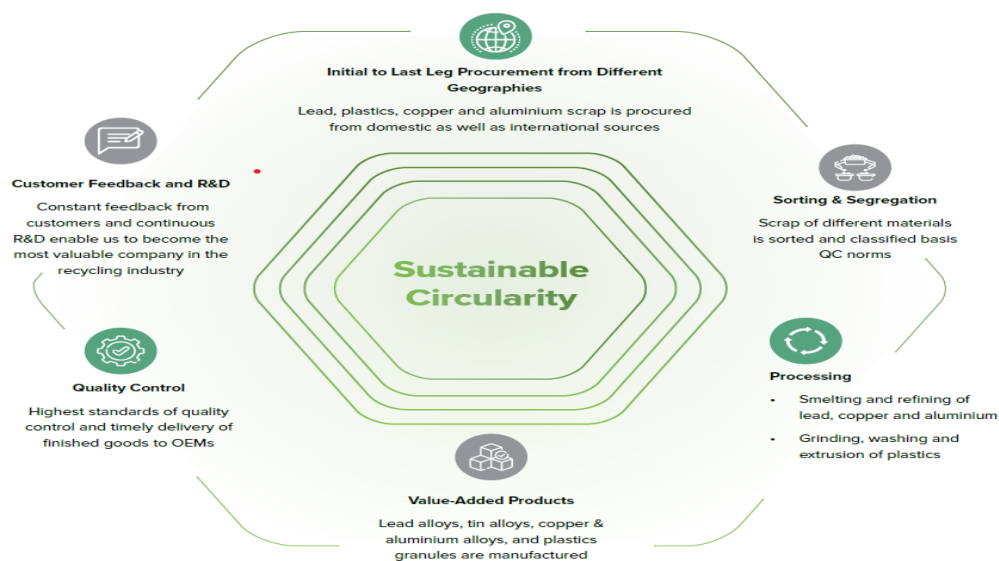 Initial to Last Leg Procurement from Different
Geographies
Lead, plastics, copper and aluminium scrap is procured
from domestic as well as international sources
Sorting & Segregation
Scrap of different materials
is sorted and classified basis
QC norms
Processing
• Smelting and refining of
lead, copper and aluminium
• Grinding, washing and
extrusion of plastics
Value-Added Products
Lead alloys, tin alloys, copper &
aluminium alloys, and plastics
granules are manufactured
Quality Control
Highest standards of quality
control and timely delivery of
finished goods to OEMs
Customer Feedback and R&D
Constant feedback from
customers and continuous
R&D enable us to become the
most valuable company in the
recycling industry
Sustainable
Circularity